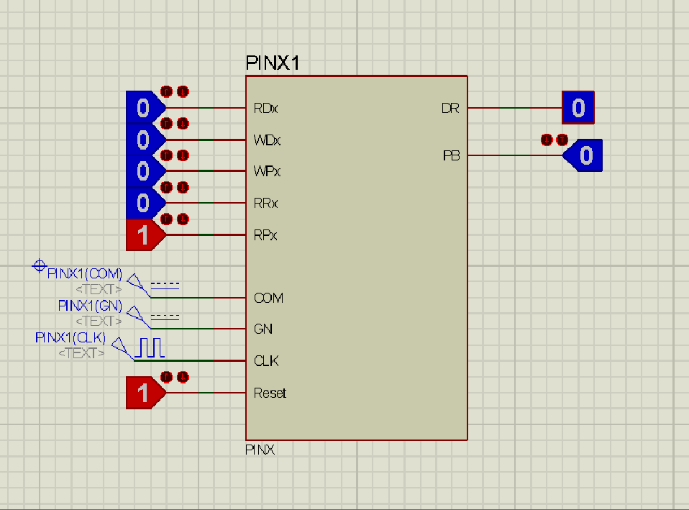 PINX1
0 RDx DR 0
0 WDx
WPx PB 0
0
0 RRx
1 RPx
PINX1(COM)
<TEXT>
COM
PINX1(GN)
<TEXT>
GN
PINX1(CLK)
<TEXT>
CLK
1 Reset
PINX